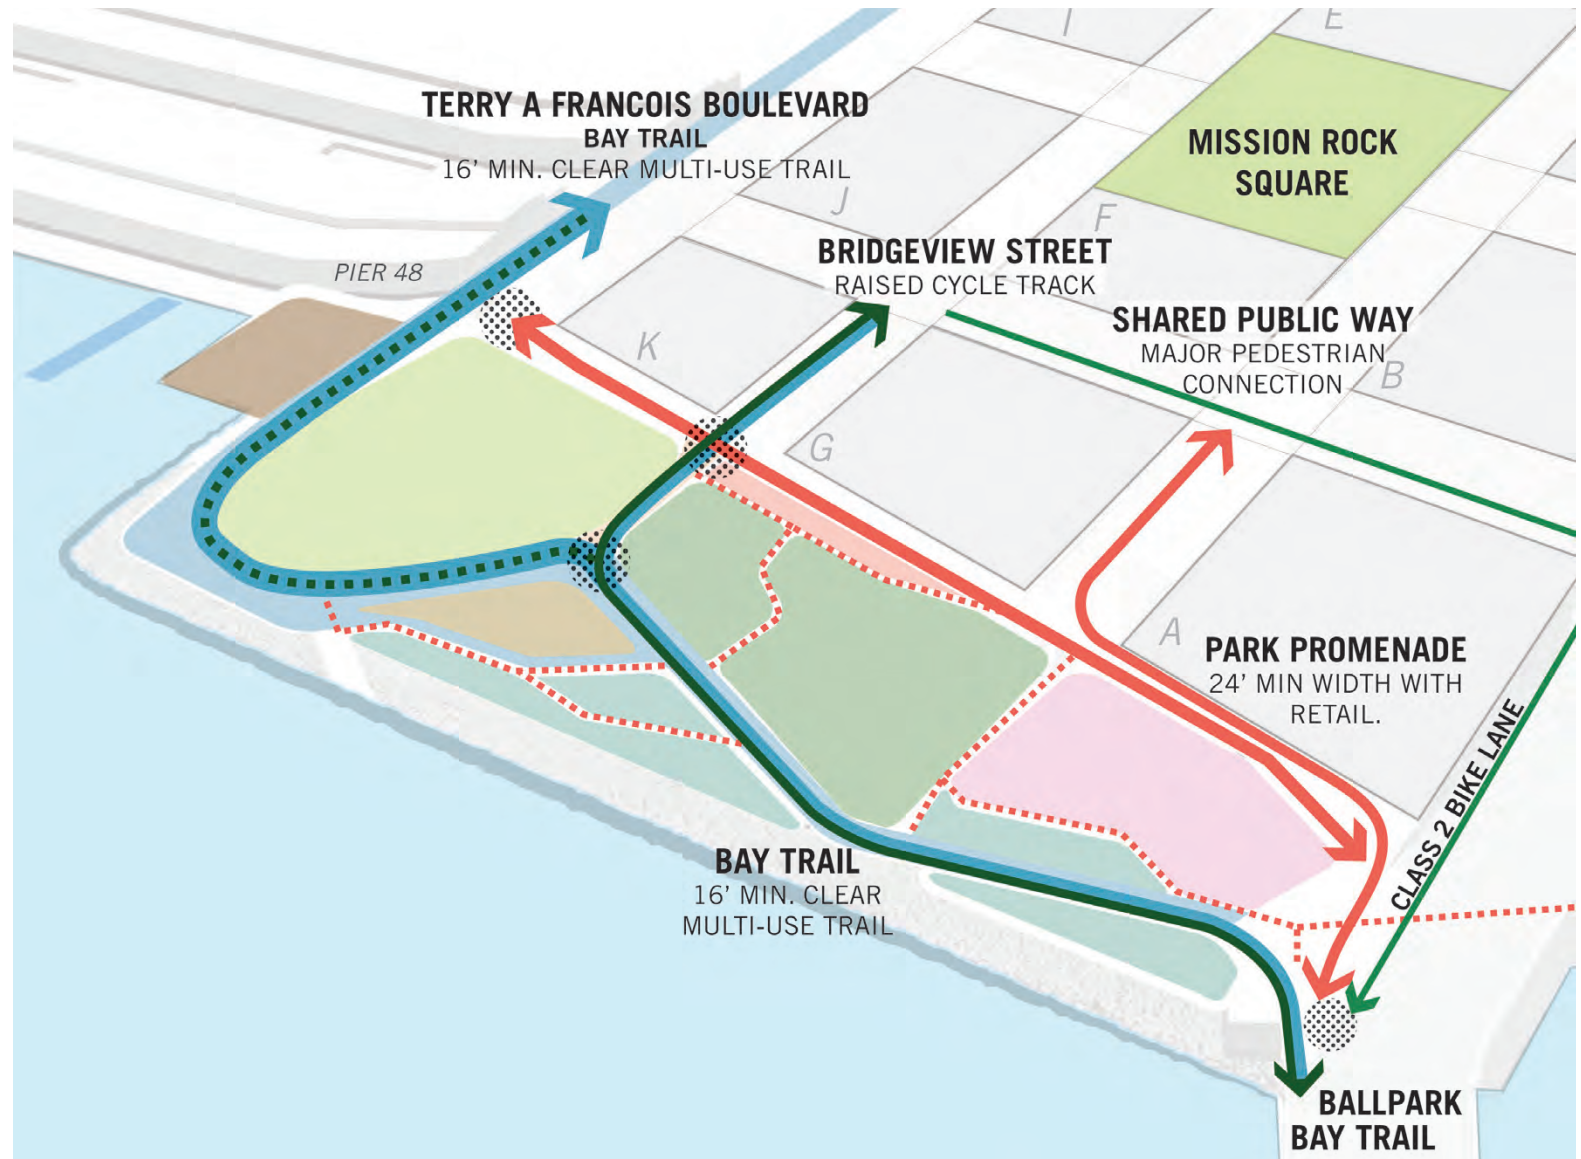 I
E
TERRY A FRANCOIS BOULEVARD
BAY TRAIL
16' MIN. CLEAR MULTI-USE TRAIL
MISSION ROCK
SQUARE
J
F
PIER 48
BRIDGEVIEW STREET
RAISED CYCLE TRACK
SHARED PUBLIC WAY
MAJOR PEDESTRIAN
CONNECTION
K
B
G
A
PARK PROMENADE
24' MIN WIDTH WITH
RETAIL.
CLASS 2 BIKE LANE
BAY TRAIL
16' MIN. CLEAR
MULTI-USE TRAIL
BALLPARK
BAY TRAIL